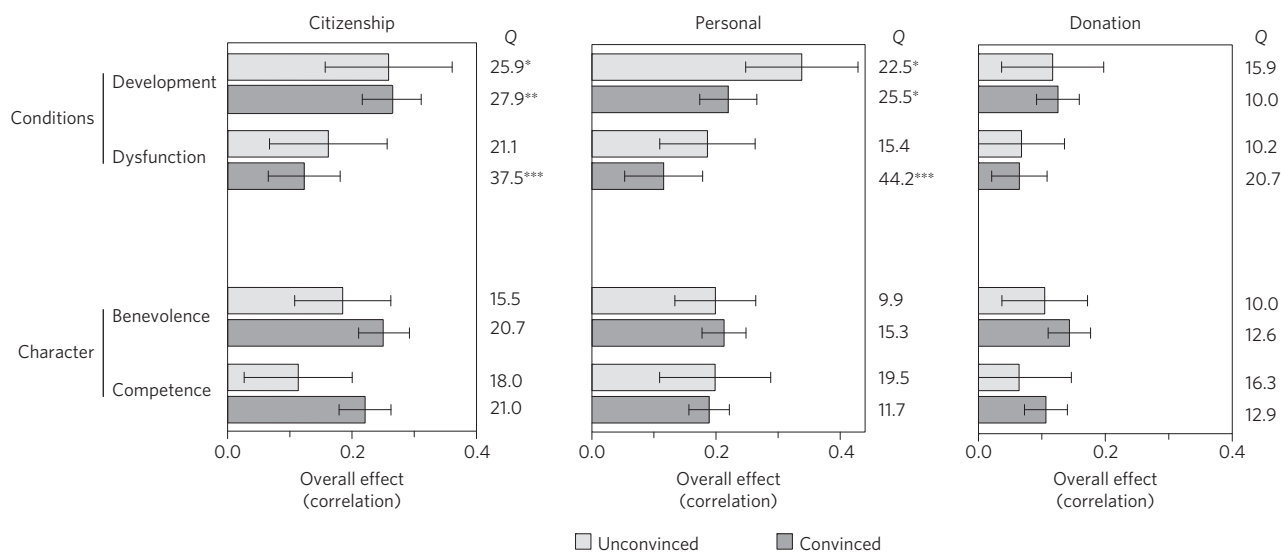 Citizenship
Personal
Donation
Q
Q
Q
Conditions
Development
25.9*
27.9**
22.5*
25.5*
15.9
10.0
Dysfunction
21.1
37.5***
15.4
44.2***
10.2
20.7
Character
Benevolence
15.5
20.7
9.9
15.3
10.0
12.6
Competence
18.0
21.0
19.5
11.7
16.3
12.9
0.0 0.2 0.4
0.0 0.2 0.4
0.0 0.2 0.4
Overall effect
(correlation)
Overall effect
(correlation)
Overall effect
(correlation)
Unconvinced
Convinced